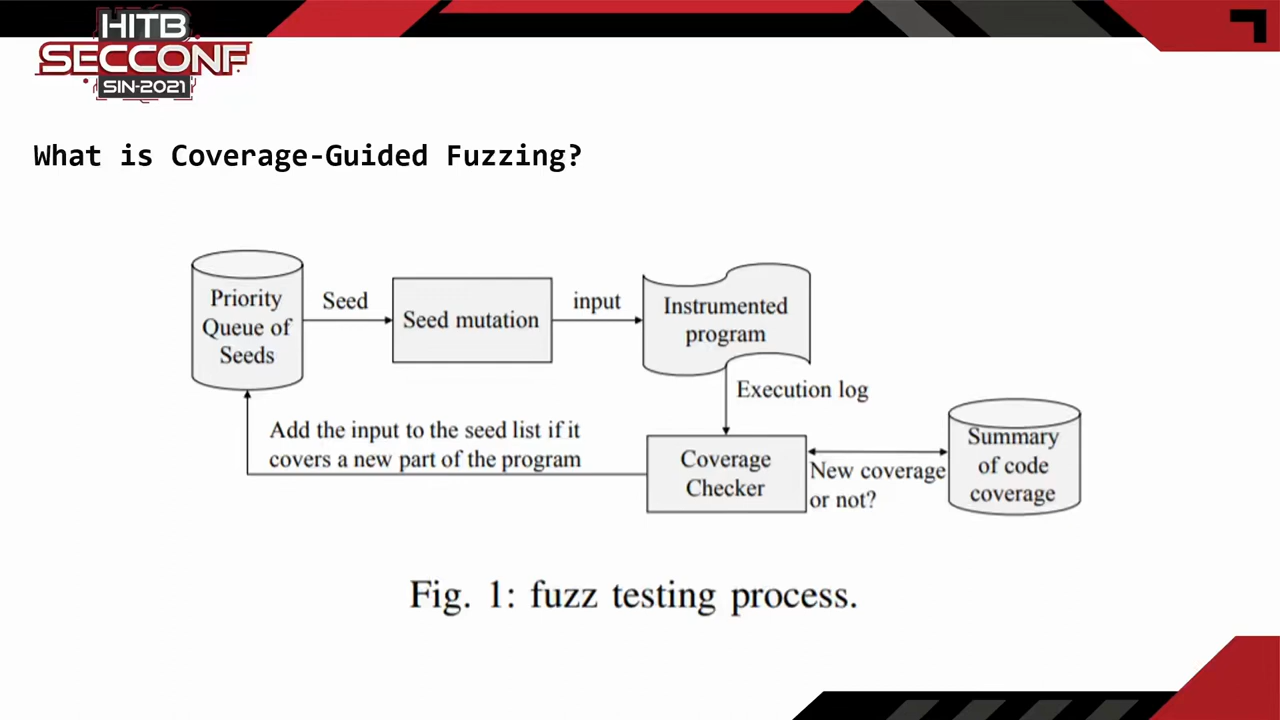 HITB
SECCONF
SIN-2021
What is Coverage-Guided Fuzzing?
Priority
Queue of
Seeds
Seed
Seed mutation
input
Instrumented
program
Execution log
Add the input to the seed list if it
covers a new part of the program
Coverage
Checker
New coverage
or not?
Summary
of code
coverage
Fig. 1: fuzz testing process.